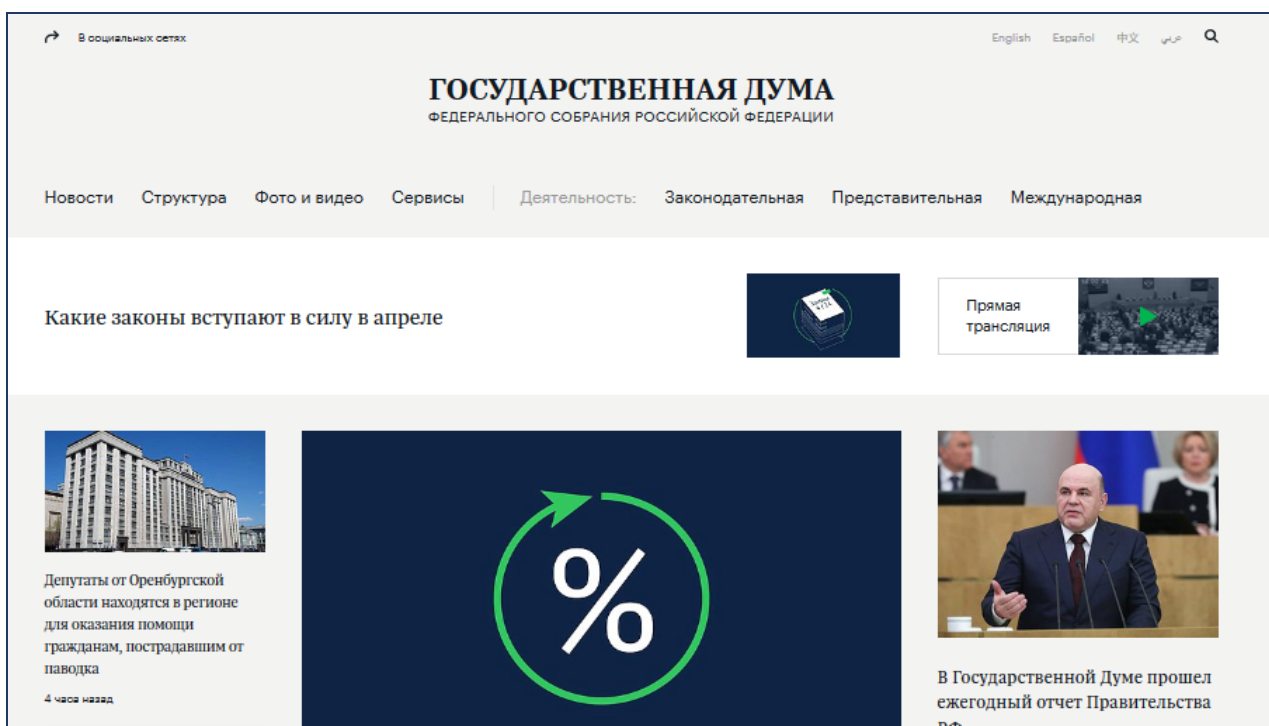 В социальных сетях
English Español 中文 عربي
ГОСУДАРСТВЕННАЯ ДУМА
ФЕДЕРАЛЬНОГО СОБРАНИЯ РОССИЙСКОЙ ФЕДЕРАЦИИ
Новости Структура Фото и видео Сервисы Деятельность: Законодательная Представительная Международная
Какие законы вступают в силу в апреле
Прямая
трансляция
%
Депутаты от Оренбургской
области находятся в регионе
для оказания помощи
гражданам, пострадавшим от
паводка
4 часа назад
В Государственной Думе прошел
ежегодный отчет Правительства
РФ